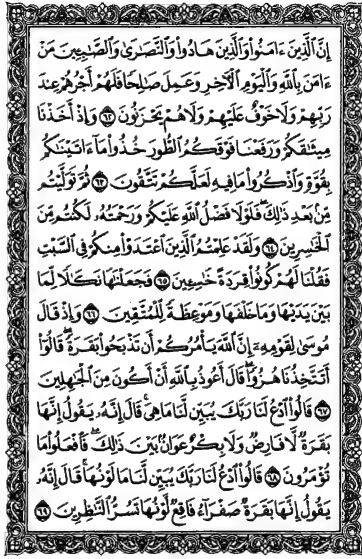 إِنَّ ٱلَّذِينَ ءَامَنُوا۟ وَٱلَّذِينَ هَادُوا۟ وَٱلنَّصَٰرَىٰ وَٱلصَّٰبِـِٔينَ مَنْ
ءَامَنَ بِٱللَّهِ وَٱلْيَوْمِ ٱلْءَاخِرِ وَعَمِلَ صَٰلِحًا فَلَهُمْ أَجْرُهُمْ عِندَ
رَبِّهِمْ وَلَا خَوْفٌ عَلَيْهِمْ وَلَا هُمْ يَحْزَنُونَ ٦٢ وَإِذْ أَخَذْنَا
مِيثَٰقَكُمْ وَرَفَعْنَا فَوْقَكُمُ ٱلطُّورَ خُذُوا۟ مَآ ءَاتَيْنَٰكُم
بِقُوَّةٍ وَٱذْكُرُوا۟ مَا فِيهِ لَعَلَّكُمْ تَتَّقُونَ ٦٣ ثُمَّ تَوَلَّيْتُم
مِّنۢ بَعْدِ ذَٰلِكَ ۖ فَلَوْلَا فَضْلُ ٱللَّهِ عَلَيْكُمْ وَرَحْمَتُهُۥ لَكُنتُم مِّنَ
ٱلْخَٰسِرِينَ ٦٤ وَلَقَدْ عَلِمْتُمُ ٱلَّذِينَ ٱعْتَدَوْا۟ مِنكُمْ فِى ٱلسَّبْتِ
فَقُلْنَا لَهُمْ كُونُوا۟ قِرَدَةً خَٰسِـِٔينَ ٦٥ فَجَعَلْنَٰهَا نَكَٰلًا لِّمَا
بَيْنَ يَدَيْهَا وَمَا خَلْفَهَا وَمَوْعِظَةً لِّلْمُتَّقِينَ ٦٦ وَإِذْ قَالَ
مُوسَىٰ لِقَوْمِهِۦٓ إِنَّ ٱللَّهَ يَأْمُرُكُمْ أَن تَذْبَحُوا۟ بَقَرَةً ۖ قَالُوٓا۟
أَتَتَّخِذُنَا هُزُوًا ۖ قَالَ أَعُوذُ بِٱللَّهِ أَنْ أَكُونَ مِنَ ٱلْجَٰهِلِينَ
٦٧ قَالُوا۟ ٱدْعُ لَنَا رَبَّكَ يُبَيِّن لَّنَا مَا هِىَ ۚ قَالَ إِنَّهُۥ يَقُولُ إِنَّهَا
بَقَرَةٌ لَّا فَارِضٌ وَلَا بِكْرٌ عَوَانٌۢ بَيْنَ ذَٰلِكَ ۖ فَٱفْعَلُوا۟ مَا
تُؤْمَرُونَ ٦٨ قَالُوا۟ ٱدْعُ لَنَا رَبَّكَ يُبَيِّن لَّنَا مَا لَوْنُهَا ۚ قَالَ إِنَّهُۥ
يَقُولُ إِنَّهَا بَقَرَةٌ صَفْرَآءُ فَاقِعٌ لَّوْنُهَا تَسُرُّ ٱلنَّٰظِرِينَ ٦٩